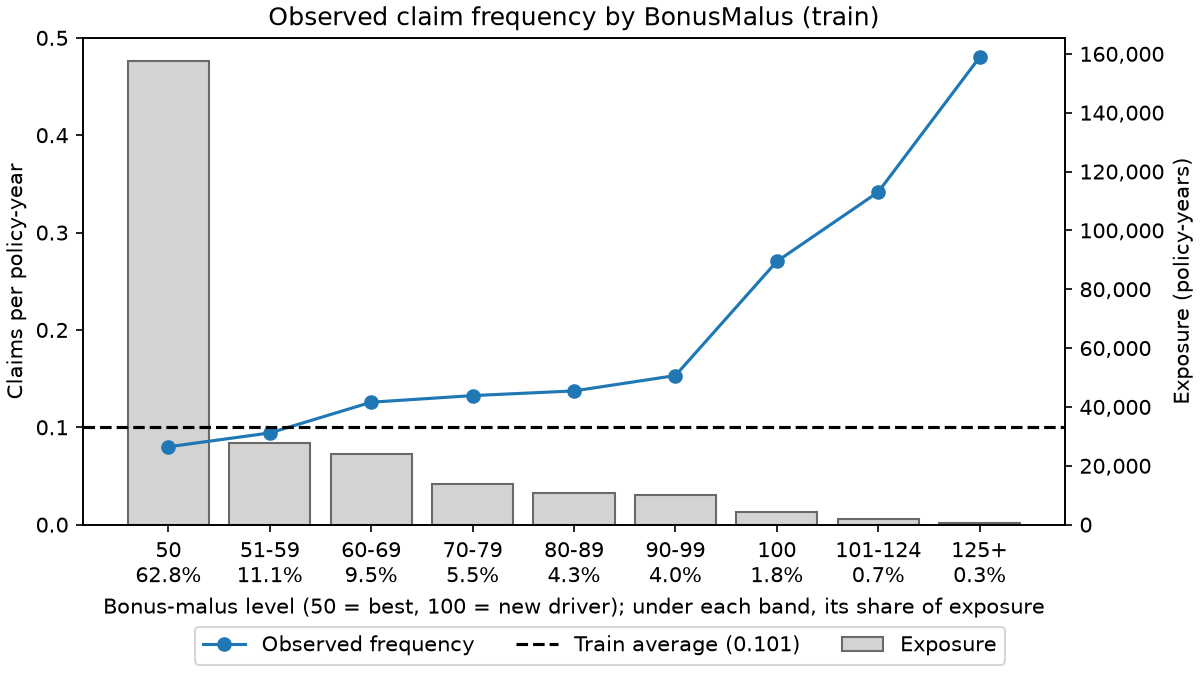 Observed claim frequency by BonusMalus (train)
Claims per policy-year
0.5
0.4
0.3
0.2
0.1
0.0
160,000
140,000
120,000
100,000
80,000
60,000
40,000
20,000
0
Exposure (policy-years)
50 51-59 60-69 70-79 80-89 90-99 100 101-124 125+
62.8% 11.1% 9.5% 5.5% 4.3% 4.0% 1.8% 0.7% 0.3%
Bonus-malus level (50 = best, 100 = new driver); under each band, its share of exposure
Observed frequency Train average (0.101) Exposure